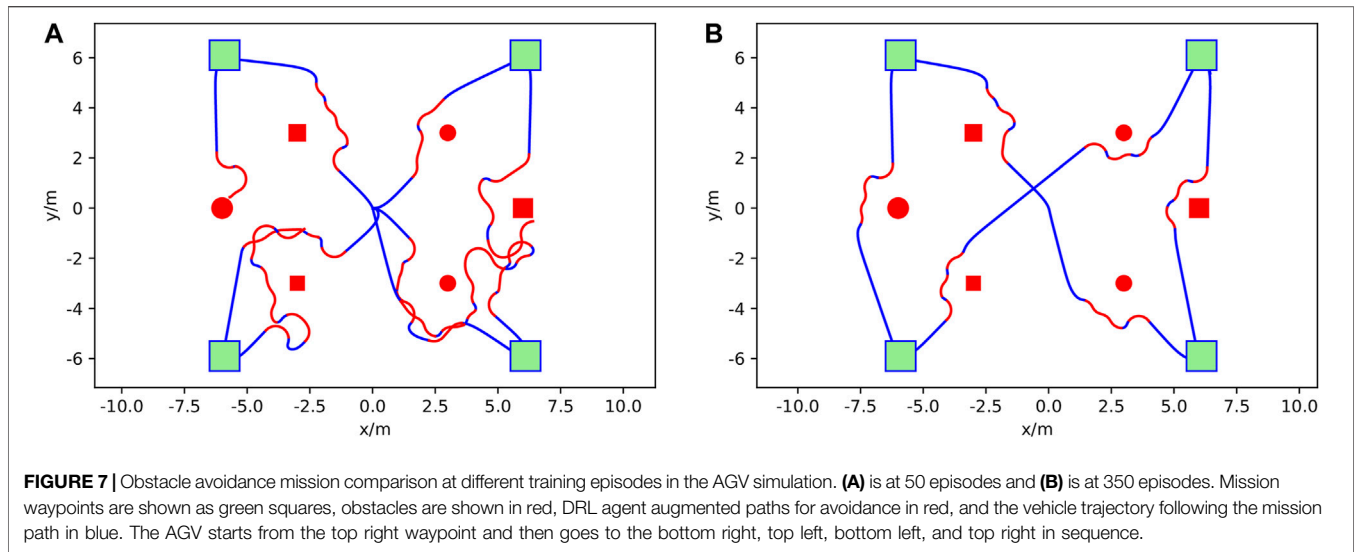 A
6
4
2
0
-2
-4
-6
y/m
-10.0 -7.5 -5.0 -2.5 0.0 2.5 5.0 7.5 10.0
x/m
B
6
4
2
0
-2
-4
-6
y/m
-10.0 -7.5 -5.0 -2.5 0.0 2.5 5.0 7.5 10.0
x/m
FIGURE 7 | Obstacle avoidance mission comparison at different training episodes in the AGV simulation. (A) is at 50 episodes and (B) is at 350 episodes. Mission
waypoints are shown as green squares, obstacles are shown in red, DRL agent augmented paths for avoidance in red, and the vehicle trajectory following the mission
path in blue. The AGV starts from the top right waypoint and then goes to the bottom right, top left, bottom left, and top right in sequence.